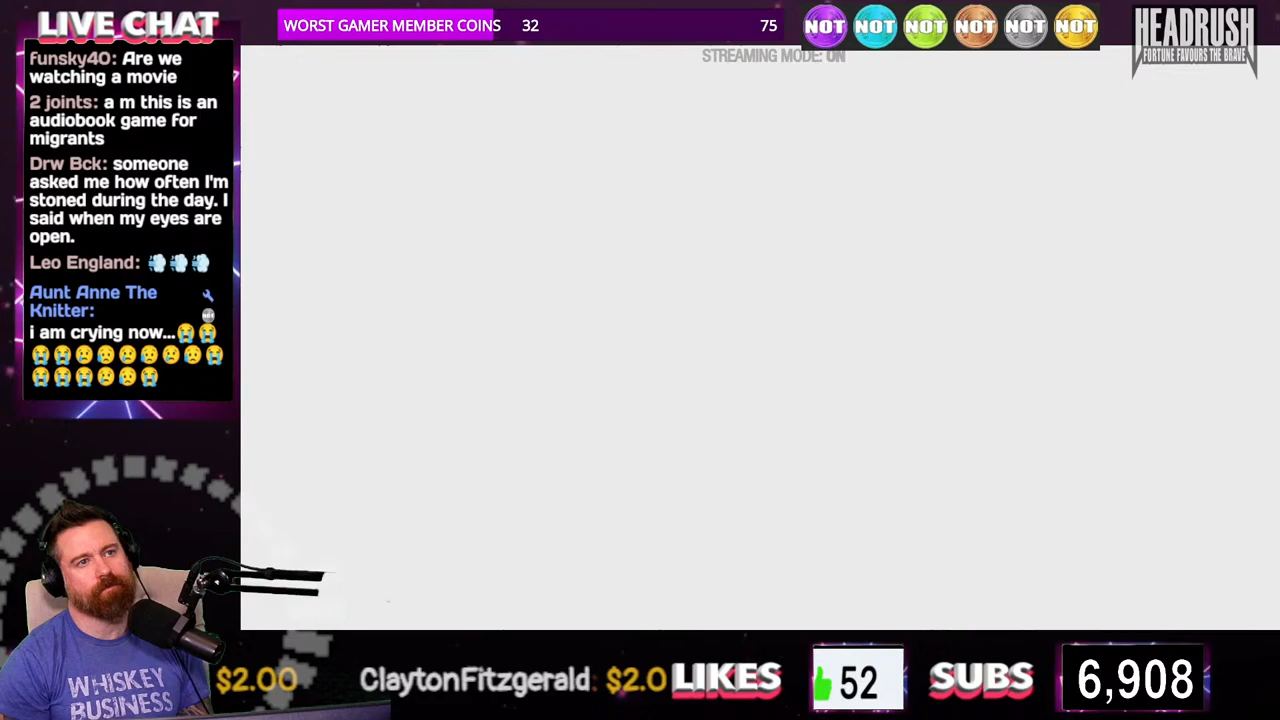 LIVE CHAT
WORST GAMER MEMBER COINS 32 75
NOT NOT NOT NOT NOT NOT
HEADRUSH
FORTUNE FAVOURS THE BRAVE
STREAMING MODE: ON
funsky40: Are we
watching a movie
2 joints: a m this is an
audiobook game for
migrants
Drw Bck: someone
asked me how often I'm
stoned during the day. I
said when my eyes are
open.
Leo England: 💨💨💨
Aunt Anne The
Knitter:
i am crying now...😭😭
😭😭😢😥😢😥😢😥😭
😭😭😭😢😥😭
WHISKEY
BUSINESS
$2.00 ClaytonFitzgerald: $2.0
LIKES 52 SUBS 6,908